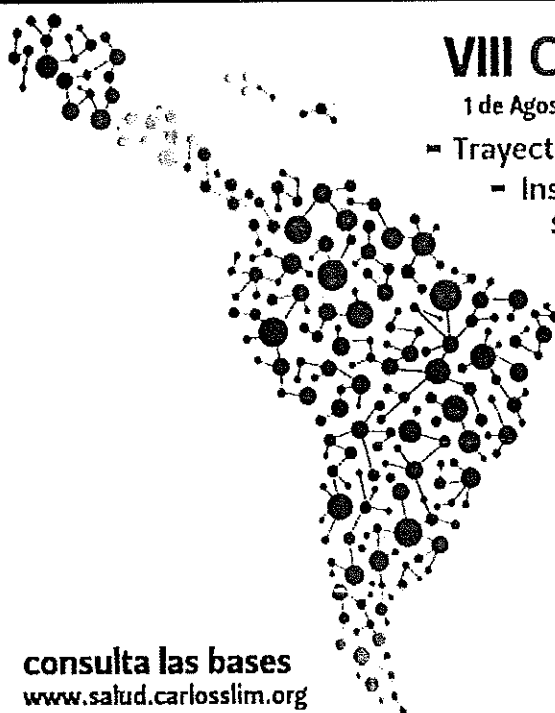 VIII C
1 de Agos
- Trayect
- Ins
s
consulta las bases
www.salud.carlosslim.org